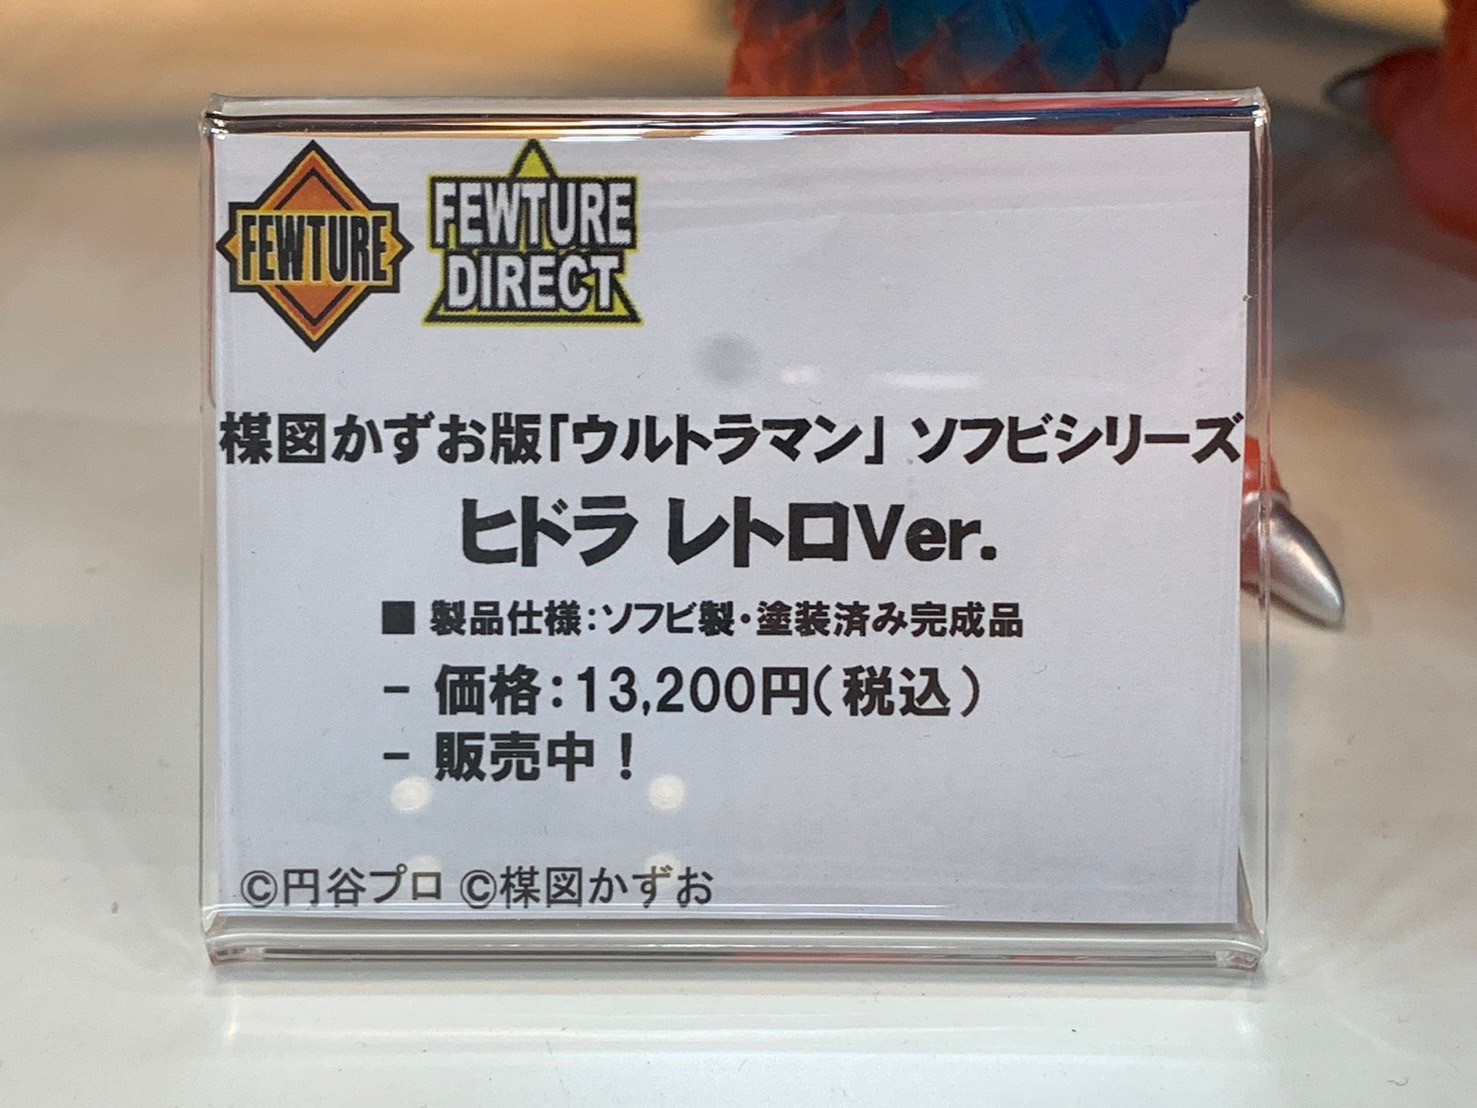 FEWTURE
FEWTURE
DIRECT
楳図かずお版「ウルトラマン」 ソフビシリーズ
ヒドラ レトロVer.
■ 製品仕様：ソフビ製・塗装済み完成品
- 価格：13,200円（税込）
- 販売中！
©円谷プロ ©楳図かずお